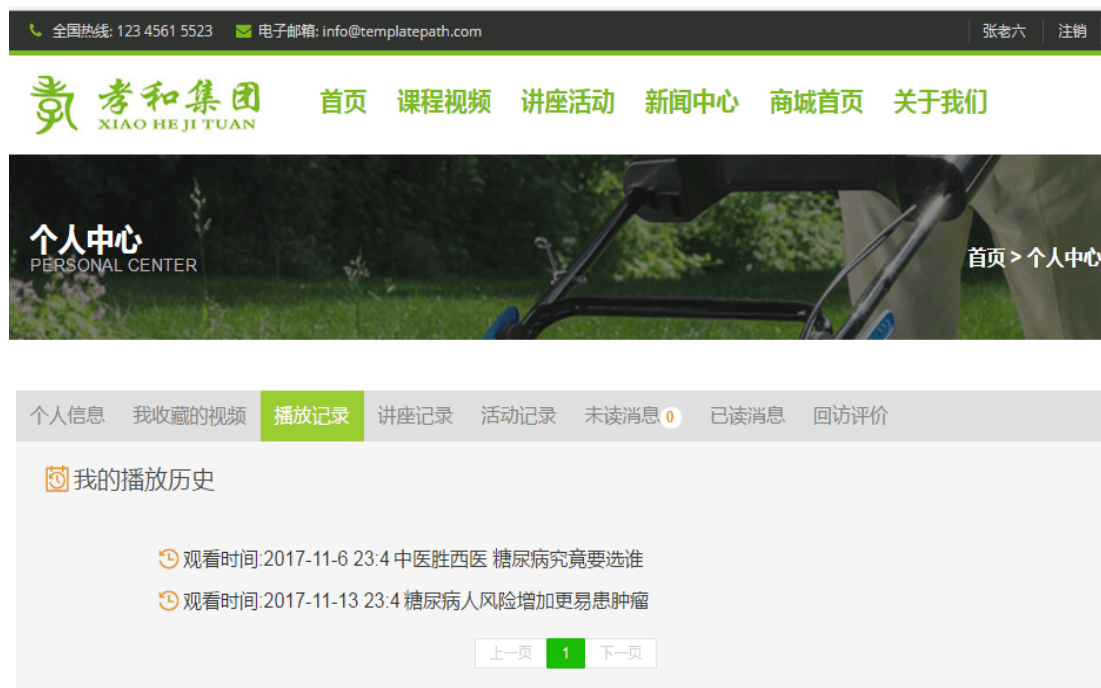 全国热线: 123 4561 5523 电子邮箱: info@templatepath.com 张老六 注销
孝和集团 首页 课程视频 讲座活动 新闻中心 商城首页 关于我们
XIAO HE JI TUAN
个人中心
PERSONAL CENTER
首页 > 个人中心
个人信息 我收藏的视频 播放记录 讲座记录 活动记录 未读消息 0 已读消息 回访评价
我的播放历史
观看时间:2017-11-6 23:4 中医胜西医 糖尿病究竟要选谁
观看时间:2017-11-13 23:4 糖尿病人风险增加更易患肿瘤
上一页 1 下一页